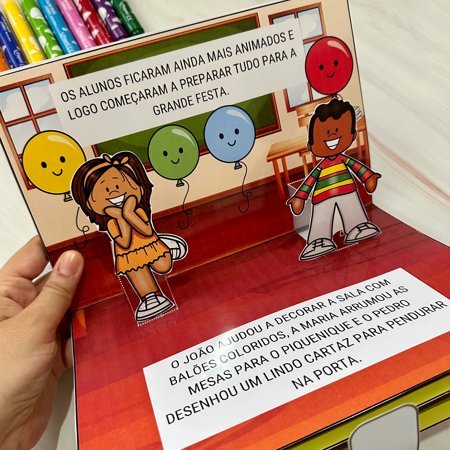 OS ALUNOS FICARAM AINDA MAIS ANIMADOS E
LOGO COMEÇARAM A PREPARAR TUDO PARA A
GRANDE FESTA.
O JOÃO AJUDOU A DECORAR A SALA COM
BALÕES COLORIDOS, A MARIA ARRUMOU AS
MESAS PARA O PIQUENIQUE E O PEDRO
DESENHOU UM LINDO CARTAZ PARA PENDURAR
NA PORTA.